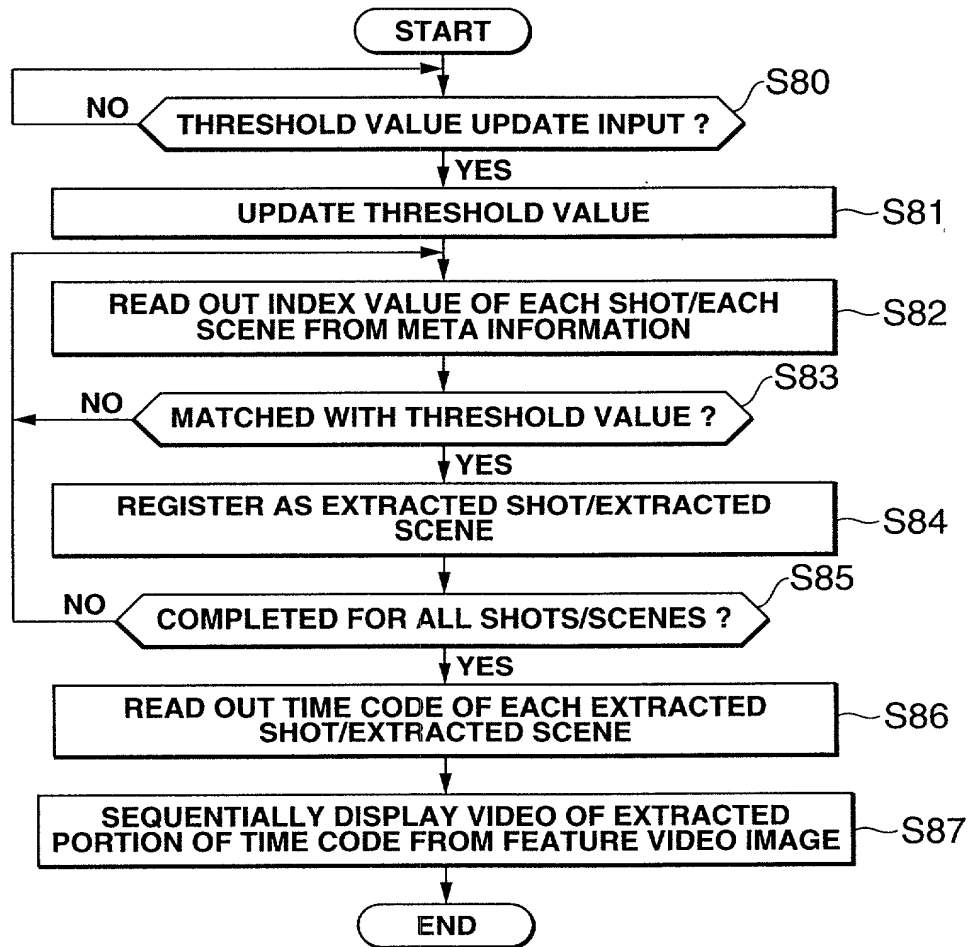 START
S80
NO
THRESHOLD VALUE UPDATE INPUT ?
YES
UPDATE THRESHOLD VALUE
S81
READ OUT INDEX VALUE OF EACH SHOT/EACH
SCENE FROM META INFORMATION
S82
S83
NO
MATCHED WITH THRESHOLD VALUE ?
YES
REGISTER AS EXTRACTED SHOT/EXTRACTED
SCENE
S84
S85
NO
COMPLETED FOR ALL SHOTS/SCENES ?
YES
READ OUT TIME CODE OF EACH EXTRACTED
SHOT/EXTRACTED SCENE
S86
SEQUENTIALLY DISPLAY VIDEO OF EXTRACTED
PORTION OF TIME CODE FROM FEATURE VIDEO IMAGE
S87
END